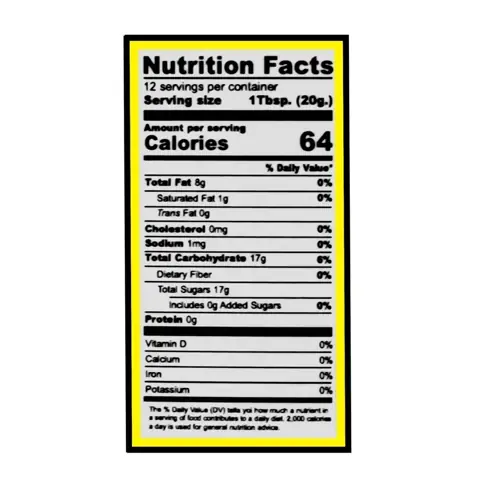 Nutrition Facts
12 servings per container
Serving size 1Tbsp. (20g.)
Amount per serving
Calories 64
% Daily Value*
Total Fat 8g 0%
Saturated Fat 1g 0%
Trans Fat 0g
Cholesterol 0mg 0%
Sodium 1mg 0%
Total Carbohydrate 17g 6%
Dietary Fiber 0%
Total Sugars 17g
Includes 0g Added Sugars 0%
Protein 0g
Vitamin D 0%
Calcium 0%
Iron 0%
Potassium 0%
The % Daily Value (DV) tells yoi how much a nutrient in
a serving of food contributes to a daily diet. 2,000 calories
a day is used for general nutrition advice.